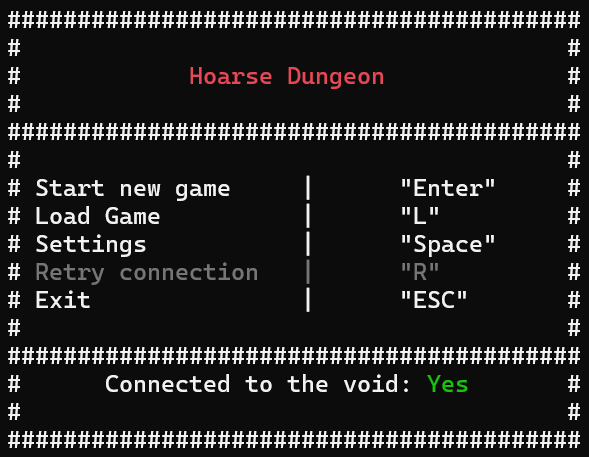 #########################################
#                                       #
#            Hoarse Dungeon             #
#                                       #
#########################################
#                                       #
# Start new game     |      "Enter"     #
# Load Game          |      "L"         #
# Settings           |      "Space"     #
# Retry connection   |      "R"         #
# Exit               |      "ESC"       #
#                                       #
#########################################
#      Connected to the void: Yes       #
#                                       #
#########################################